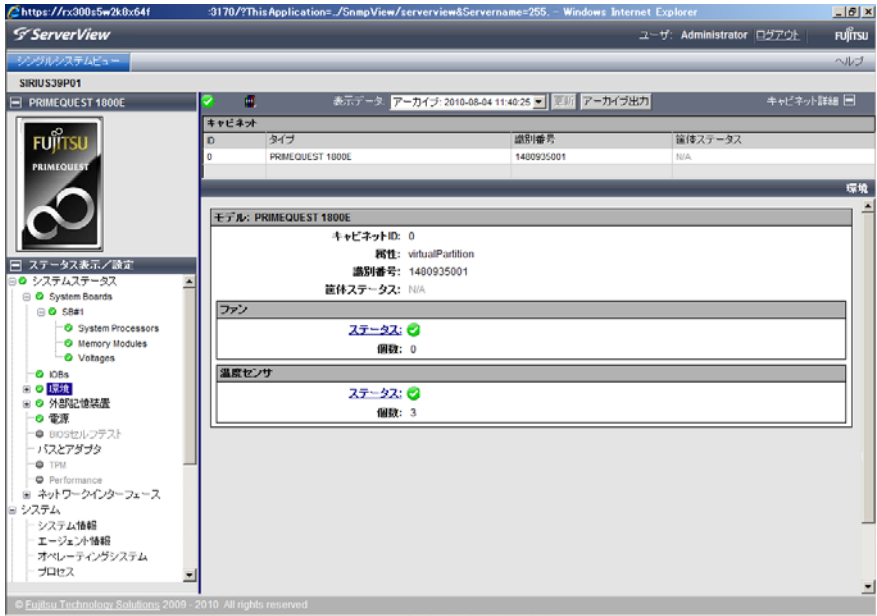 https://rx300s5w2k8x64f :3170/?ThisApplication=../SnmpView/serverview&Servername=255. - Windows Internet Explorer
ServerView ユーザ: Administrator ログアウト FUJITSU
シングルシステムビュー ヘルプ
SIRIUS39P01
PRIMEQUEST 1800E 表示データ: アーカイブ: 2010-08-04 11:40:25 更新 アーカイブ出力 キャビネット詳細
キャビネット
ID タイプ 識別番号 筐体ステータス
0 PRIMEQUEST 1800E 1480935001 N/A
FUJITSU
PRIMEQUEST
環境
モデル: PRIMEQUEST 1800E
キャビネットID: 0
属性: virtualPartition
識別番号: 1480935001
筐体ステータス: N/A
ファン
ステータス:
個数: 0
温度センサ
ステータス:
個数: 3
ステータス表示/設定
システムステータス
System Boards
SB#1
System Processors
Memory Modules
Voltages
IOBs
環境
外部記憶装置
電源
BIOSセルフテスト
バスとアダプタ
TPM
Performance
ネットワークインターフェース
システム
システム情報
エージェント情報
オペレーティングシステム
プロセス
© Fujitsu Technology Solutions 2009 - 2010 All rights reserved